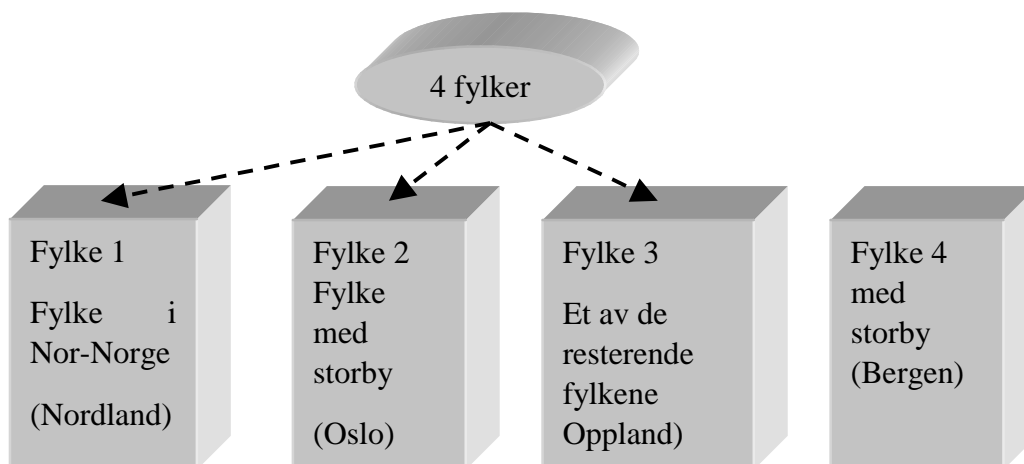 4 fylker
Fylke 1
Fylke i
Nor-Norge
(Nordland)
Fylke 2
Fylke
med
storby
(Oslo)
Fylke 3
Et av de
resterende
fylkene
Oppland)
Fylke 4
med
storby
(Bergen)